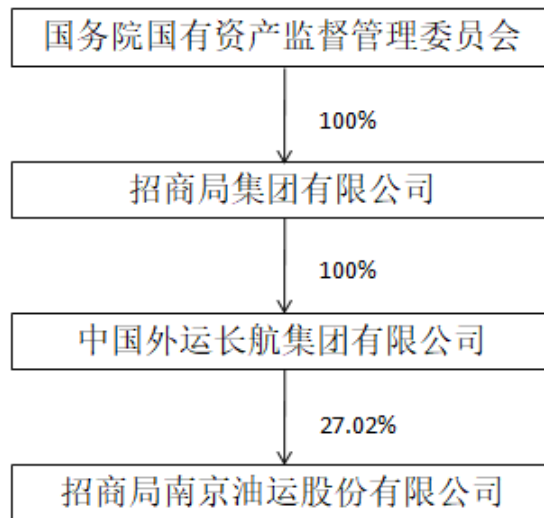 国务院国有资产监督管理委员会
100%
招商局集团有限公司
100%
中国外运长航集团有限公司
27.02%
招商局南京油运股份有限公司